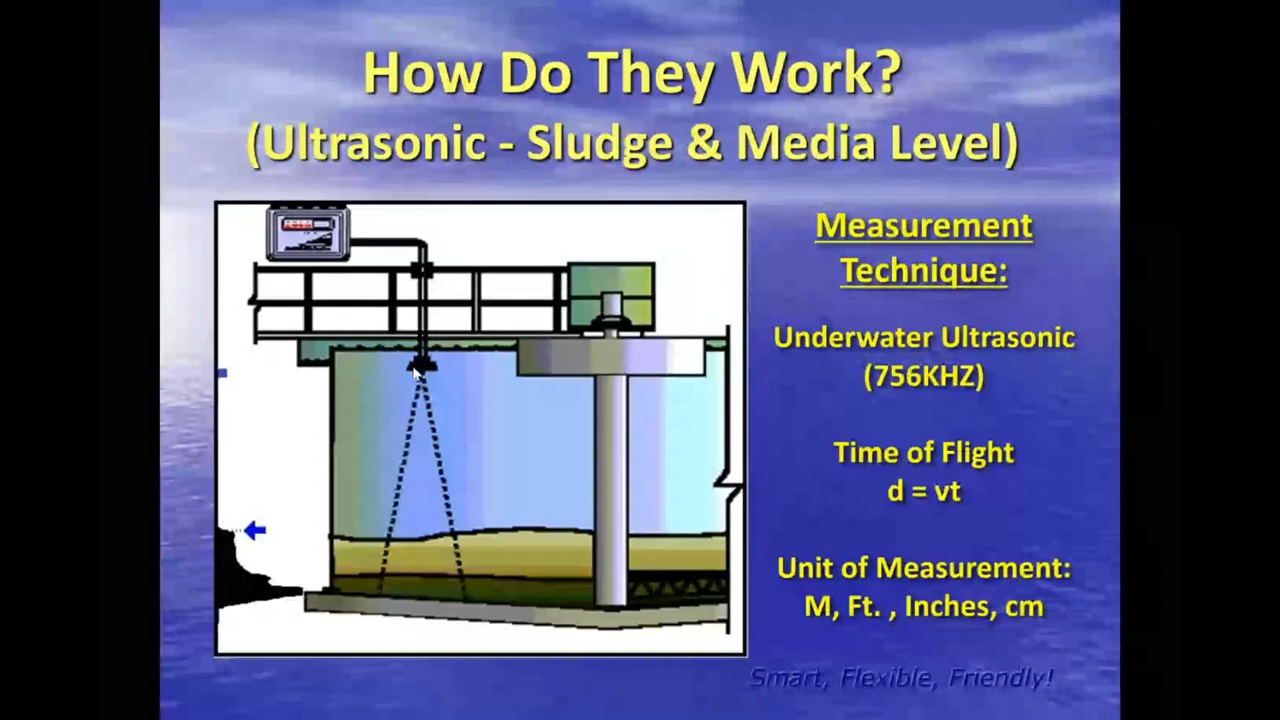 How Do They Work?
(Ultrasonic - Sludge & Media Level)
Measurement
Technique:
Underwater Ultrasonic
(756KHZ)
Time of Flight
d = vt
Unit of Measurement:
M, Ft. , Inches, cm
Smart, Flexible, Friendly!